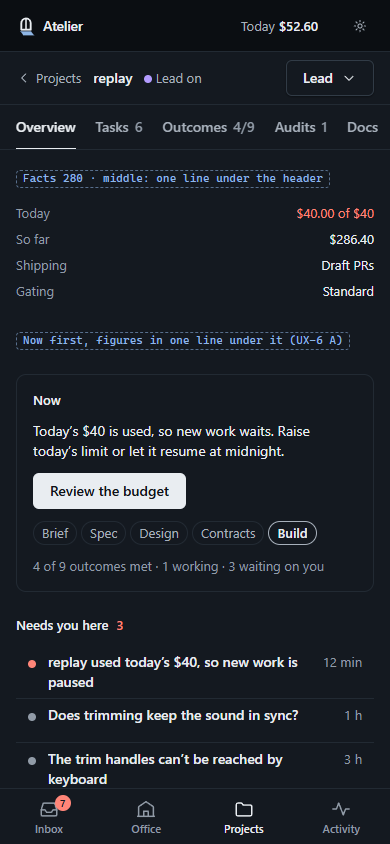 Atelier
Today $52.60
Projects replay Lead on
Lead
Overview Tasks 6 Outcomes 4/9 Audits 1 Docs
Facts 280 · middle: one line under the header
Today $40.00 of $40
So far $286.40
Shipping Draft PRs
Gating Standard
Now first, figures in one line under it (UX-6 A)
Now
Today's $40 is used, so new work waits. Raise
today's limit or let it resume at midnight.
Review the budget
Brief Spec Design Contracts Build
4 of 9 outcomes met · 1 working · 3 waiting on you
Needs you here 3
replay used today's $40, so new work is 12 min
paused
Does trimming keep the sound in sync? 1 h
The trim handles can't be reached by 3 h
keyboard
7
Inbox Office Projects Activity